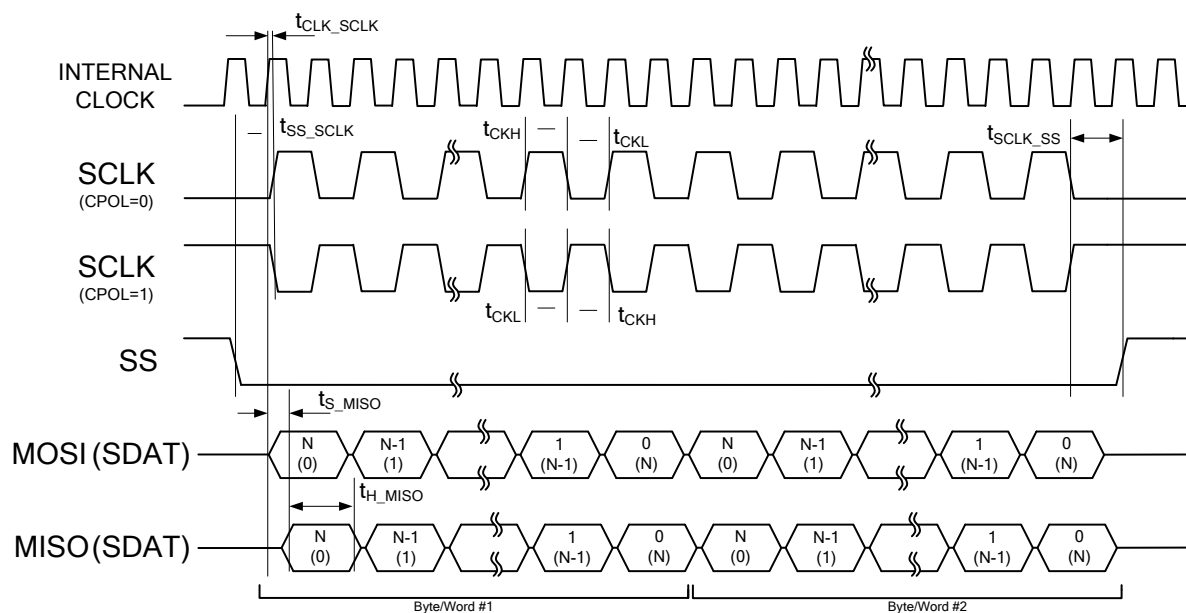 tCLK_SCLK
INTERNAL
CLOCK
tSS_SCLK
tCKH
tCKL
tSCLK_SS
SCLK
(CPOL=0)
SCLK
(CPOL=1)
tCKL
tCKH
SS
tS_MISO
MOSI (SDAT)
N N-1 1 0 N N-1 1 0
(0) (1) (N-1) (N) (0) (1) (N-1) (N)
tH_MISO
MISO (SDAT)
N N-1 1 0 N N-1 1 0
(0) (1) (N-1) (N) (0) (1) (N-1) (N)
Byte/Word #1 Byte/Word #2